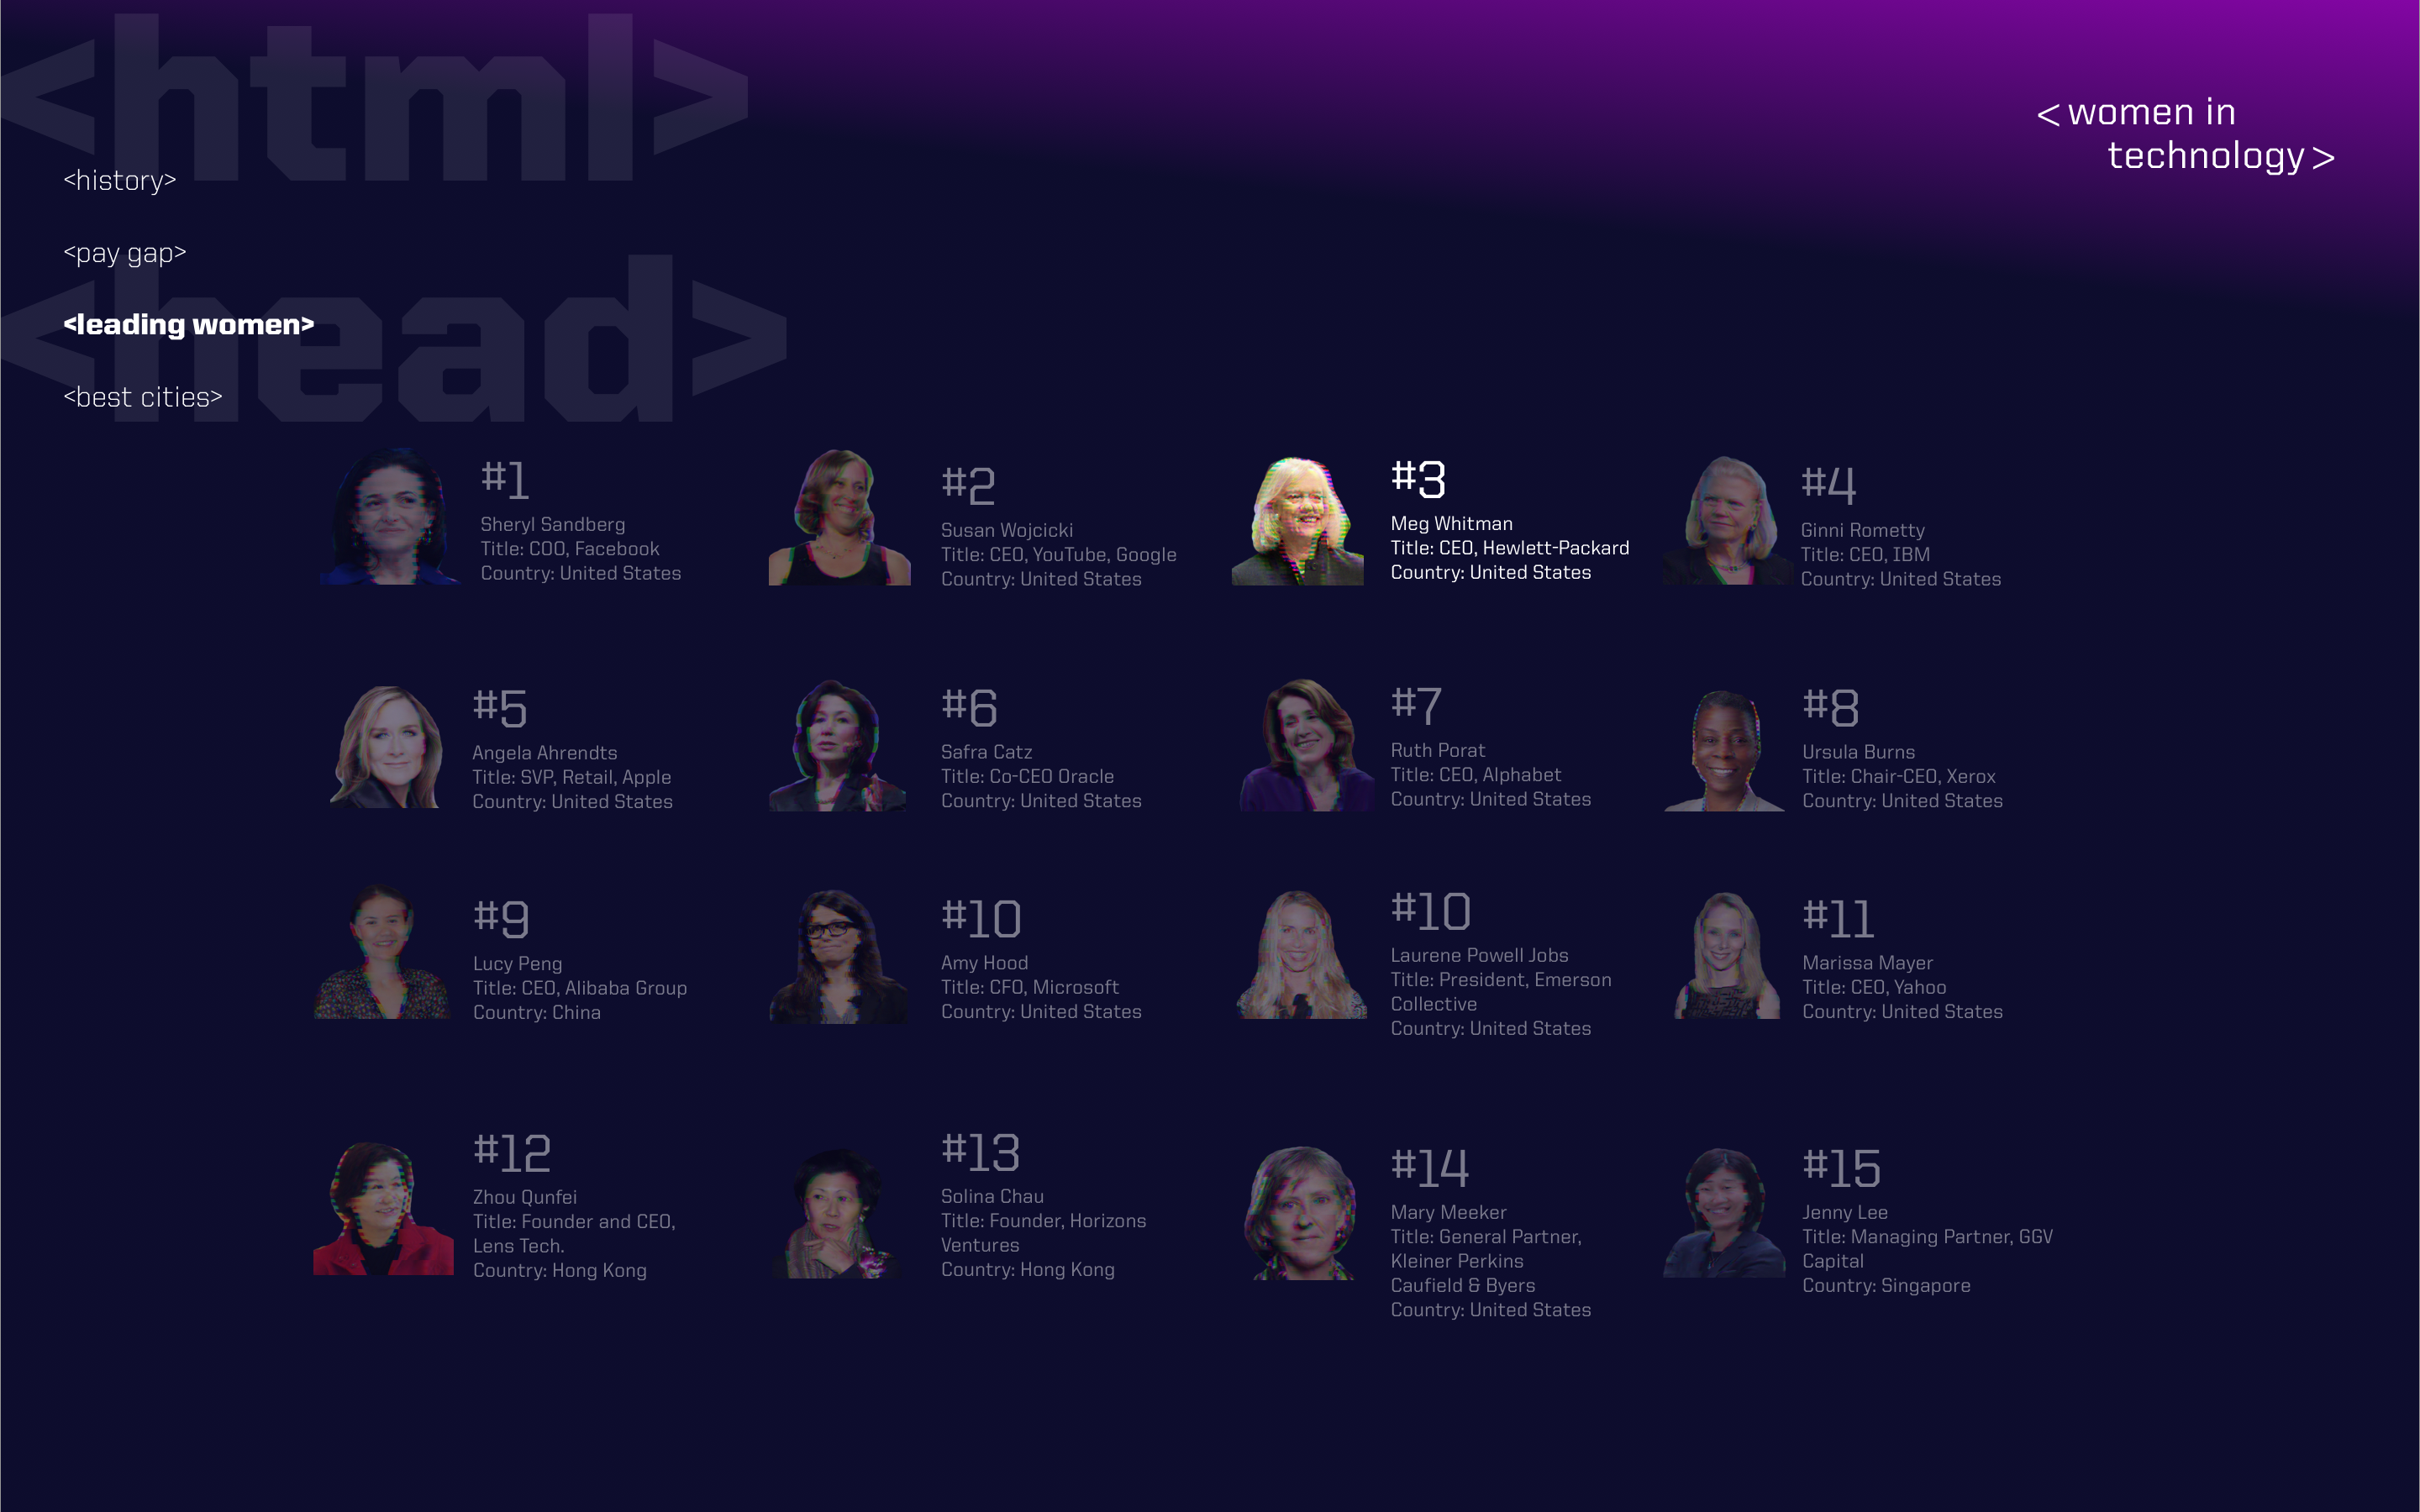 <html>
< women in
technology >
<history>
<pay gap>
<head>
<leading women>
<best cities>
#1
Sheryl Sandberg
Title: COO, Facebook
Country: United States
#2
Susan Wojcicki
Title: CEO, YouTube, Google
Country: United States
#3
Meg Whitman
Title: CEO, Hewlett-Packard
Country: United States
#4
Ginni Rometty
Title: CEO, IBM
Country: United States
#5
Angela Ahrendts
Title: SVP, Retail, Apple
Country: United States
#6
Safra Catz
Title: Co-CEO Oracle
Country: United States
#7
Ruth Porat
Title: CEO, Alphabet
Country: United States
#8
Ursula Burns
Title: Chair-CEO, Xerox
Country: United States
#9
Lucy Peng
Title: CEO, Alibaba Group
Country: China
#10
Amy Hood
Title: CFO, Microsoft
Country: United States
#10
Laurene Powell Jobs
Title: President, Emerson
Collective
Country: United States
#11
Marissa Mayer
Title: CEO, Yahoo
Country: United States
#12
Zhou Qunfei
Title: Founder and CEO,
Lens Tech.
Country: Hong Kong
#13
Solina Chau
Title: Founder, Horizons
Ventures
Country: Hong Kong
#14
Mary Meeker
Title: General Partner,
Kleiner Perkins
Caufield & Byers
Country: United States
#15
Jenny Lee
Title: Managing Partner, GGV
Capital
Country: Singapore